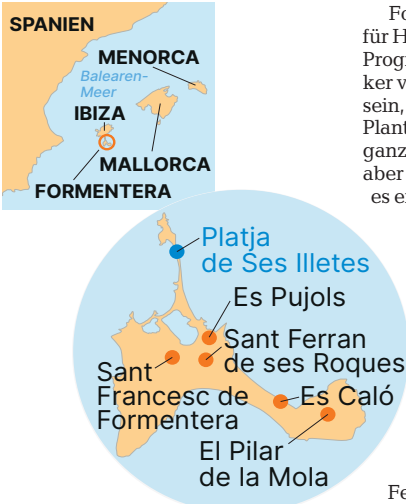 SPANIEN
MENORCA
Balearen-
Meer
IBIZA
MALLORCA
FORMENTERA
Platja
de Ses Illetes
Es Pujols
Sant Ferran
de ses Roques
Sant
Francesc de
Formentera
Es Caló
El Pilar
de la Mola
Fo
für H
Progr
ker v
sein,
Plant
ganz
aber
es e
Fe